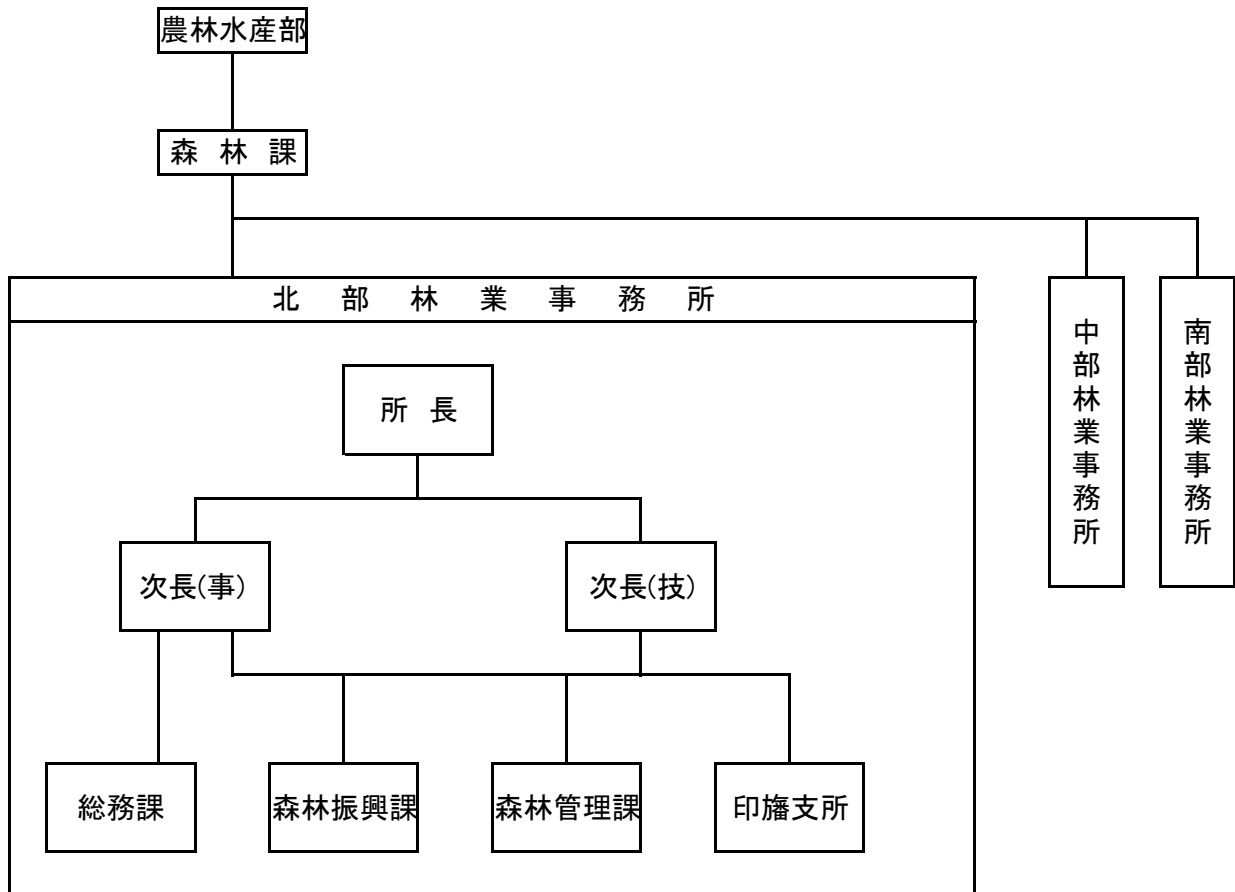 農林水産部
森 林 課
北 部 林 業 事 務 所
所 長
次長(事)
次長(技)
総務課
森林振興課
森林管理課
印旛支所
中部林業事務所
南部林業事務所